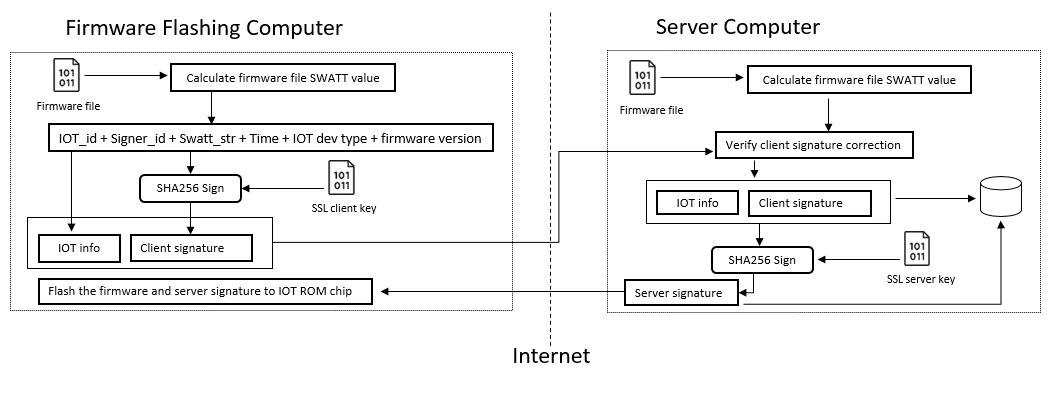 Firmware Flashing Computer
101
011
Firmware file
Calculate firmware file SWATT value
IOT_id + Signer_id + Swatt_str + Time + IOT dev type + firmware version
SHA256 Sign
101
011
SSL client key
IOT info
Client signature
Flash the firmware and server signature to IOT ROM chip
Internet
Server Computer
101
011
Firmware file
Calculate firmware file SWATT value
Verify client signature correction
IOT info
Client signature
SHA256 Sign
101
011
SSL server key
Server signature